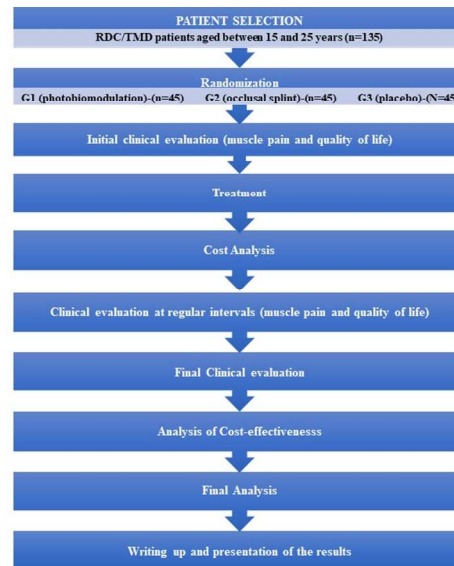 PATIENT SELECTION
RDC/TMD patients aged between 15 and 25 years (n=135)
Randomization
G1 (photobiomodulation)-(n=45) G2 (occlusal splint)-(n=45) G3 (placebo)-(N=45
Initial clinical evaluation (muscle pain and quality of life)
Treatment
Cost Analysis
Clinical evaluation at regular intervals (muscle pain and quality of life)
Final Clinical evaluation
Analysis of Cost-effectivenesss
Final Analysis
Writing up and presentation of the results